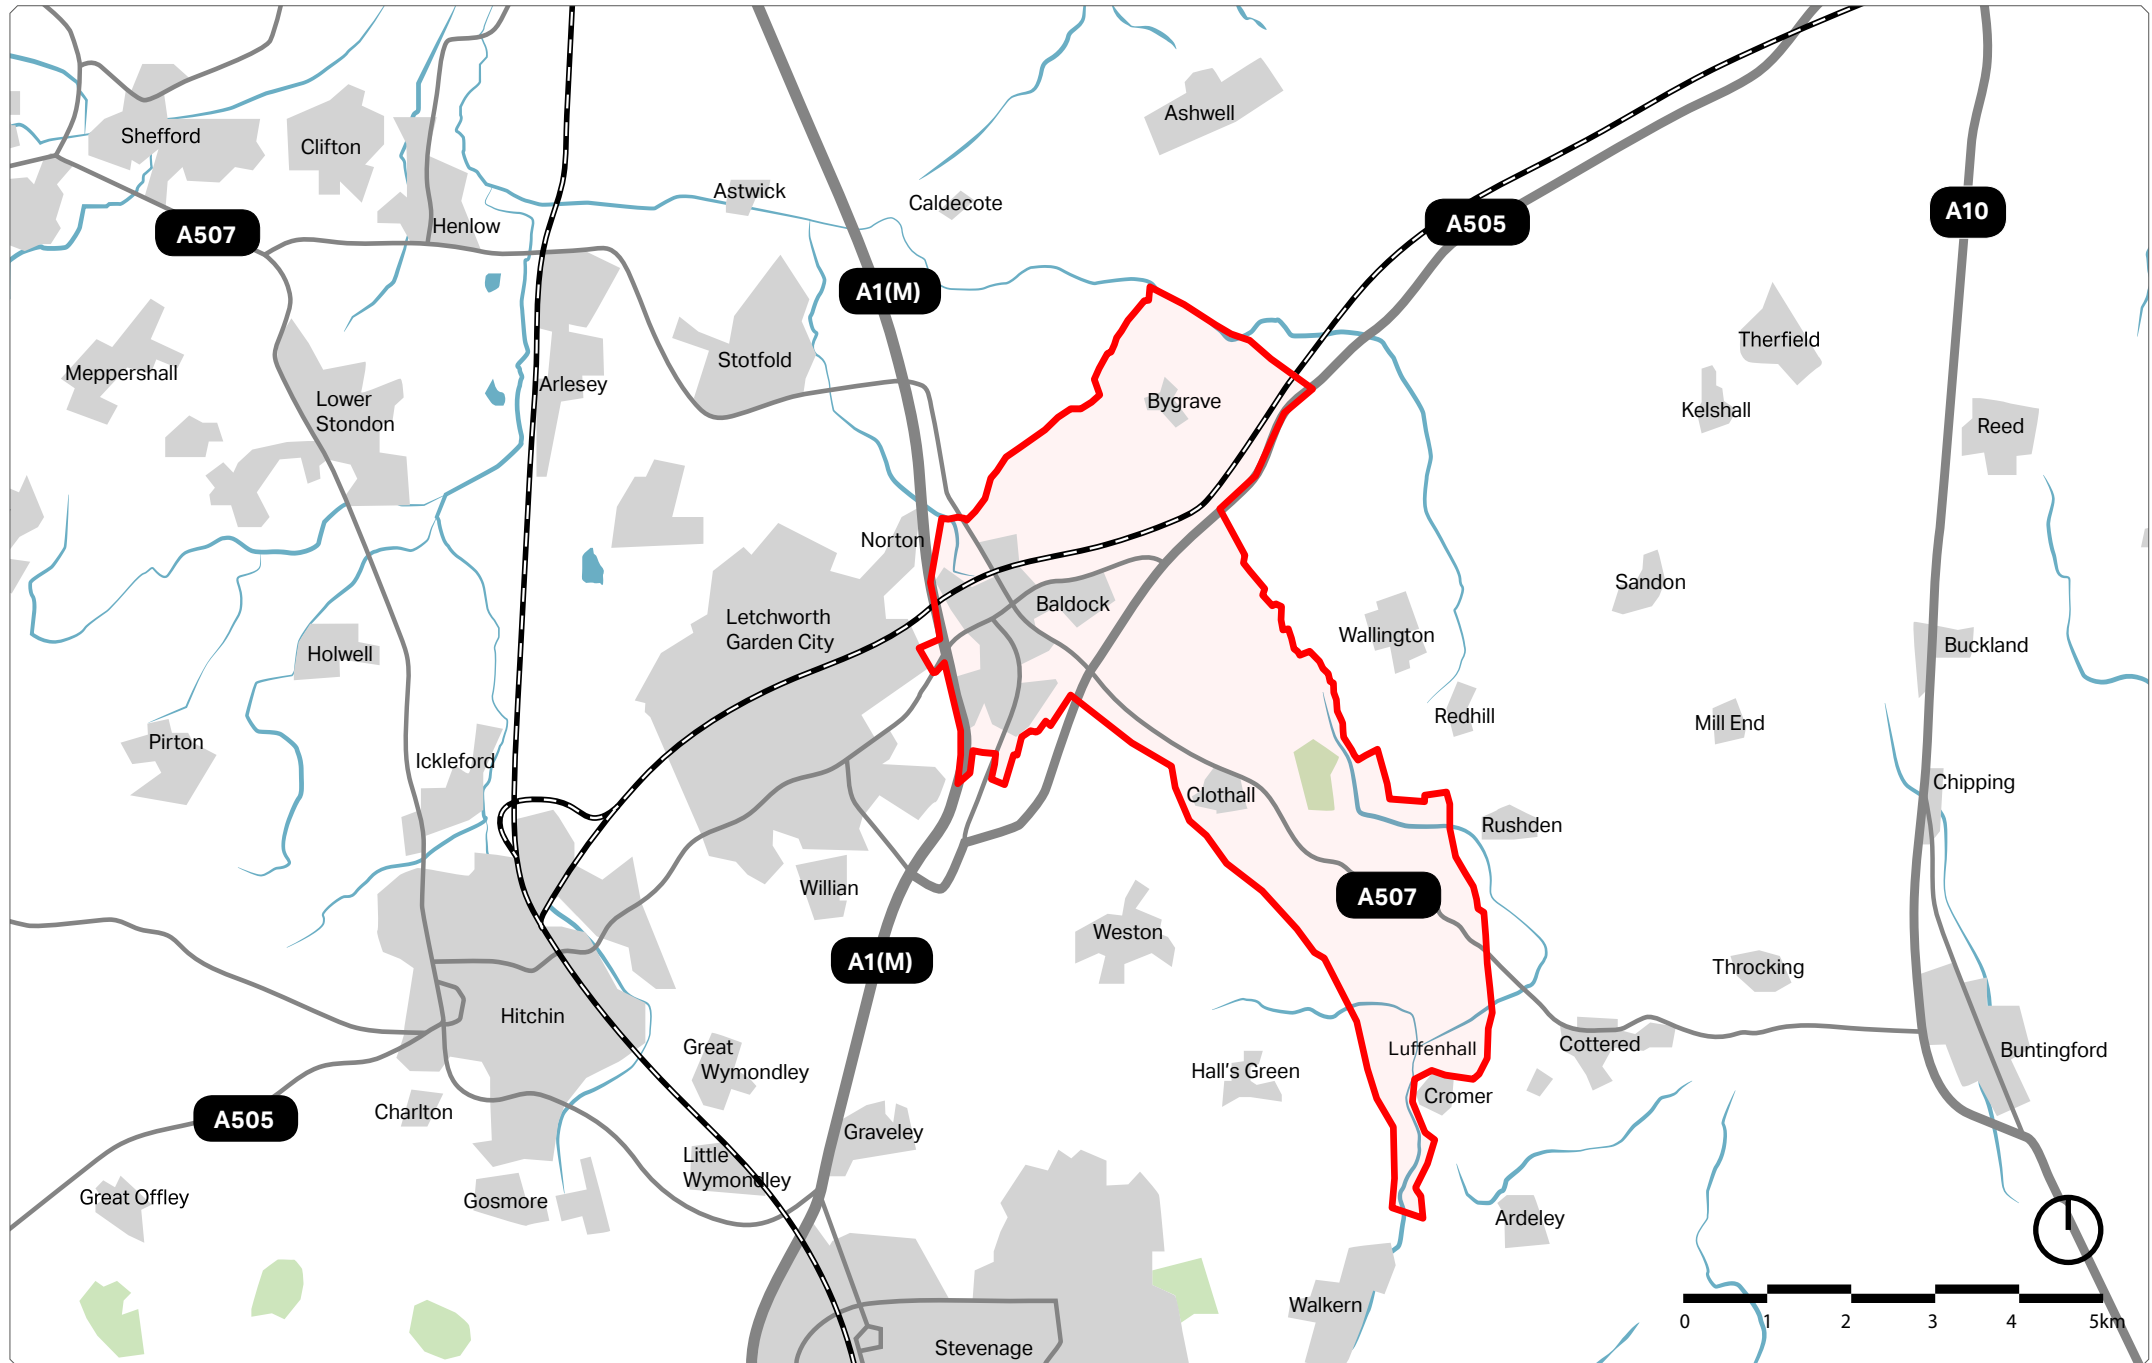 Ashwell
Shefford
Clifton
Astwick
Caldecote
A10
A507
Henlow
A505
A1(M)
Therfield
Meppershall
Stotfold
Arlesey
Lower
Stondon
Bygrave
Kelshall
Reed
Norton
Sandon
Baldock
Letchworth
Garden City
Wallington
Buckland
Holwell
Redhill
Mill End
Pirton
Ickleford
Chipping
Clothall
Rushden
Willian
A507
Weston
A1(M)
Throcking
Hitchin
Great
Wymondley
Luffenhall
Cottered
Buntingford
Hall's Green
Cromer
Charlton
A505
Graveley
Little
Wymondley
Great Offley
Gosmore
Ardeley
Walkern
Stevenage
0 1 2 3 4 5km